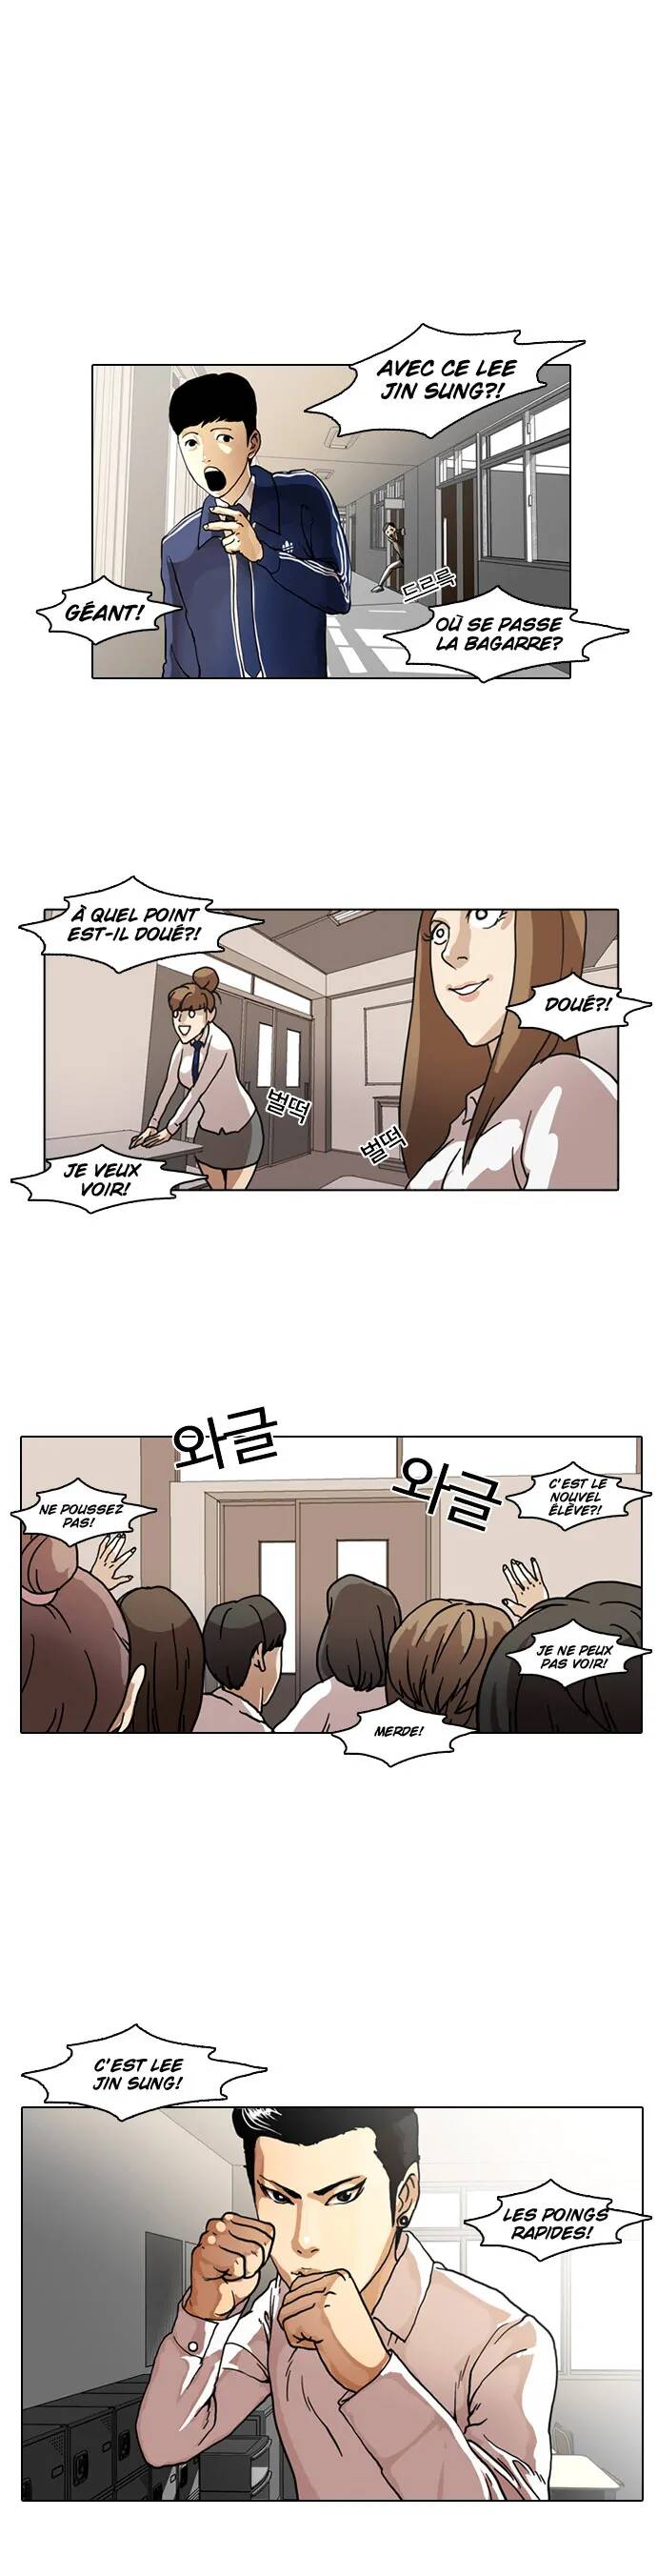 AVEC CE LEE
JIN SUNG?!
드르륵
GÉANT!
OÙ SE PASSE
LA BAGARRE?
À QUEL POINT
EST-IL DOUÉ?!
DOUÉ?!
벌떡
벌떡
JE VEUX
VOIR!
와글
와글
NE POUSSEZ
PAS!
C'EST LE
NOUVEL
ÉLÈVE?!
JE NE PEUX
PAS VOIR!
MERDE!
C'EST LEE
JIN SUNG!
LES POINGS
RAPIDES!